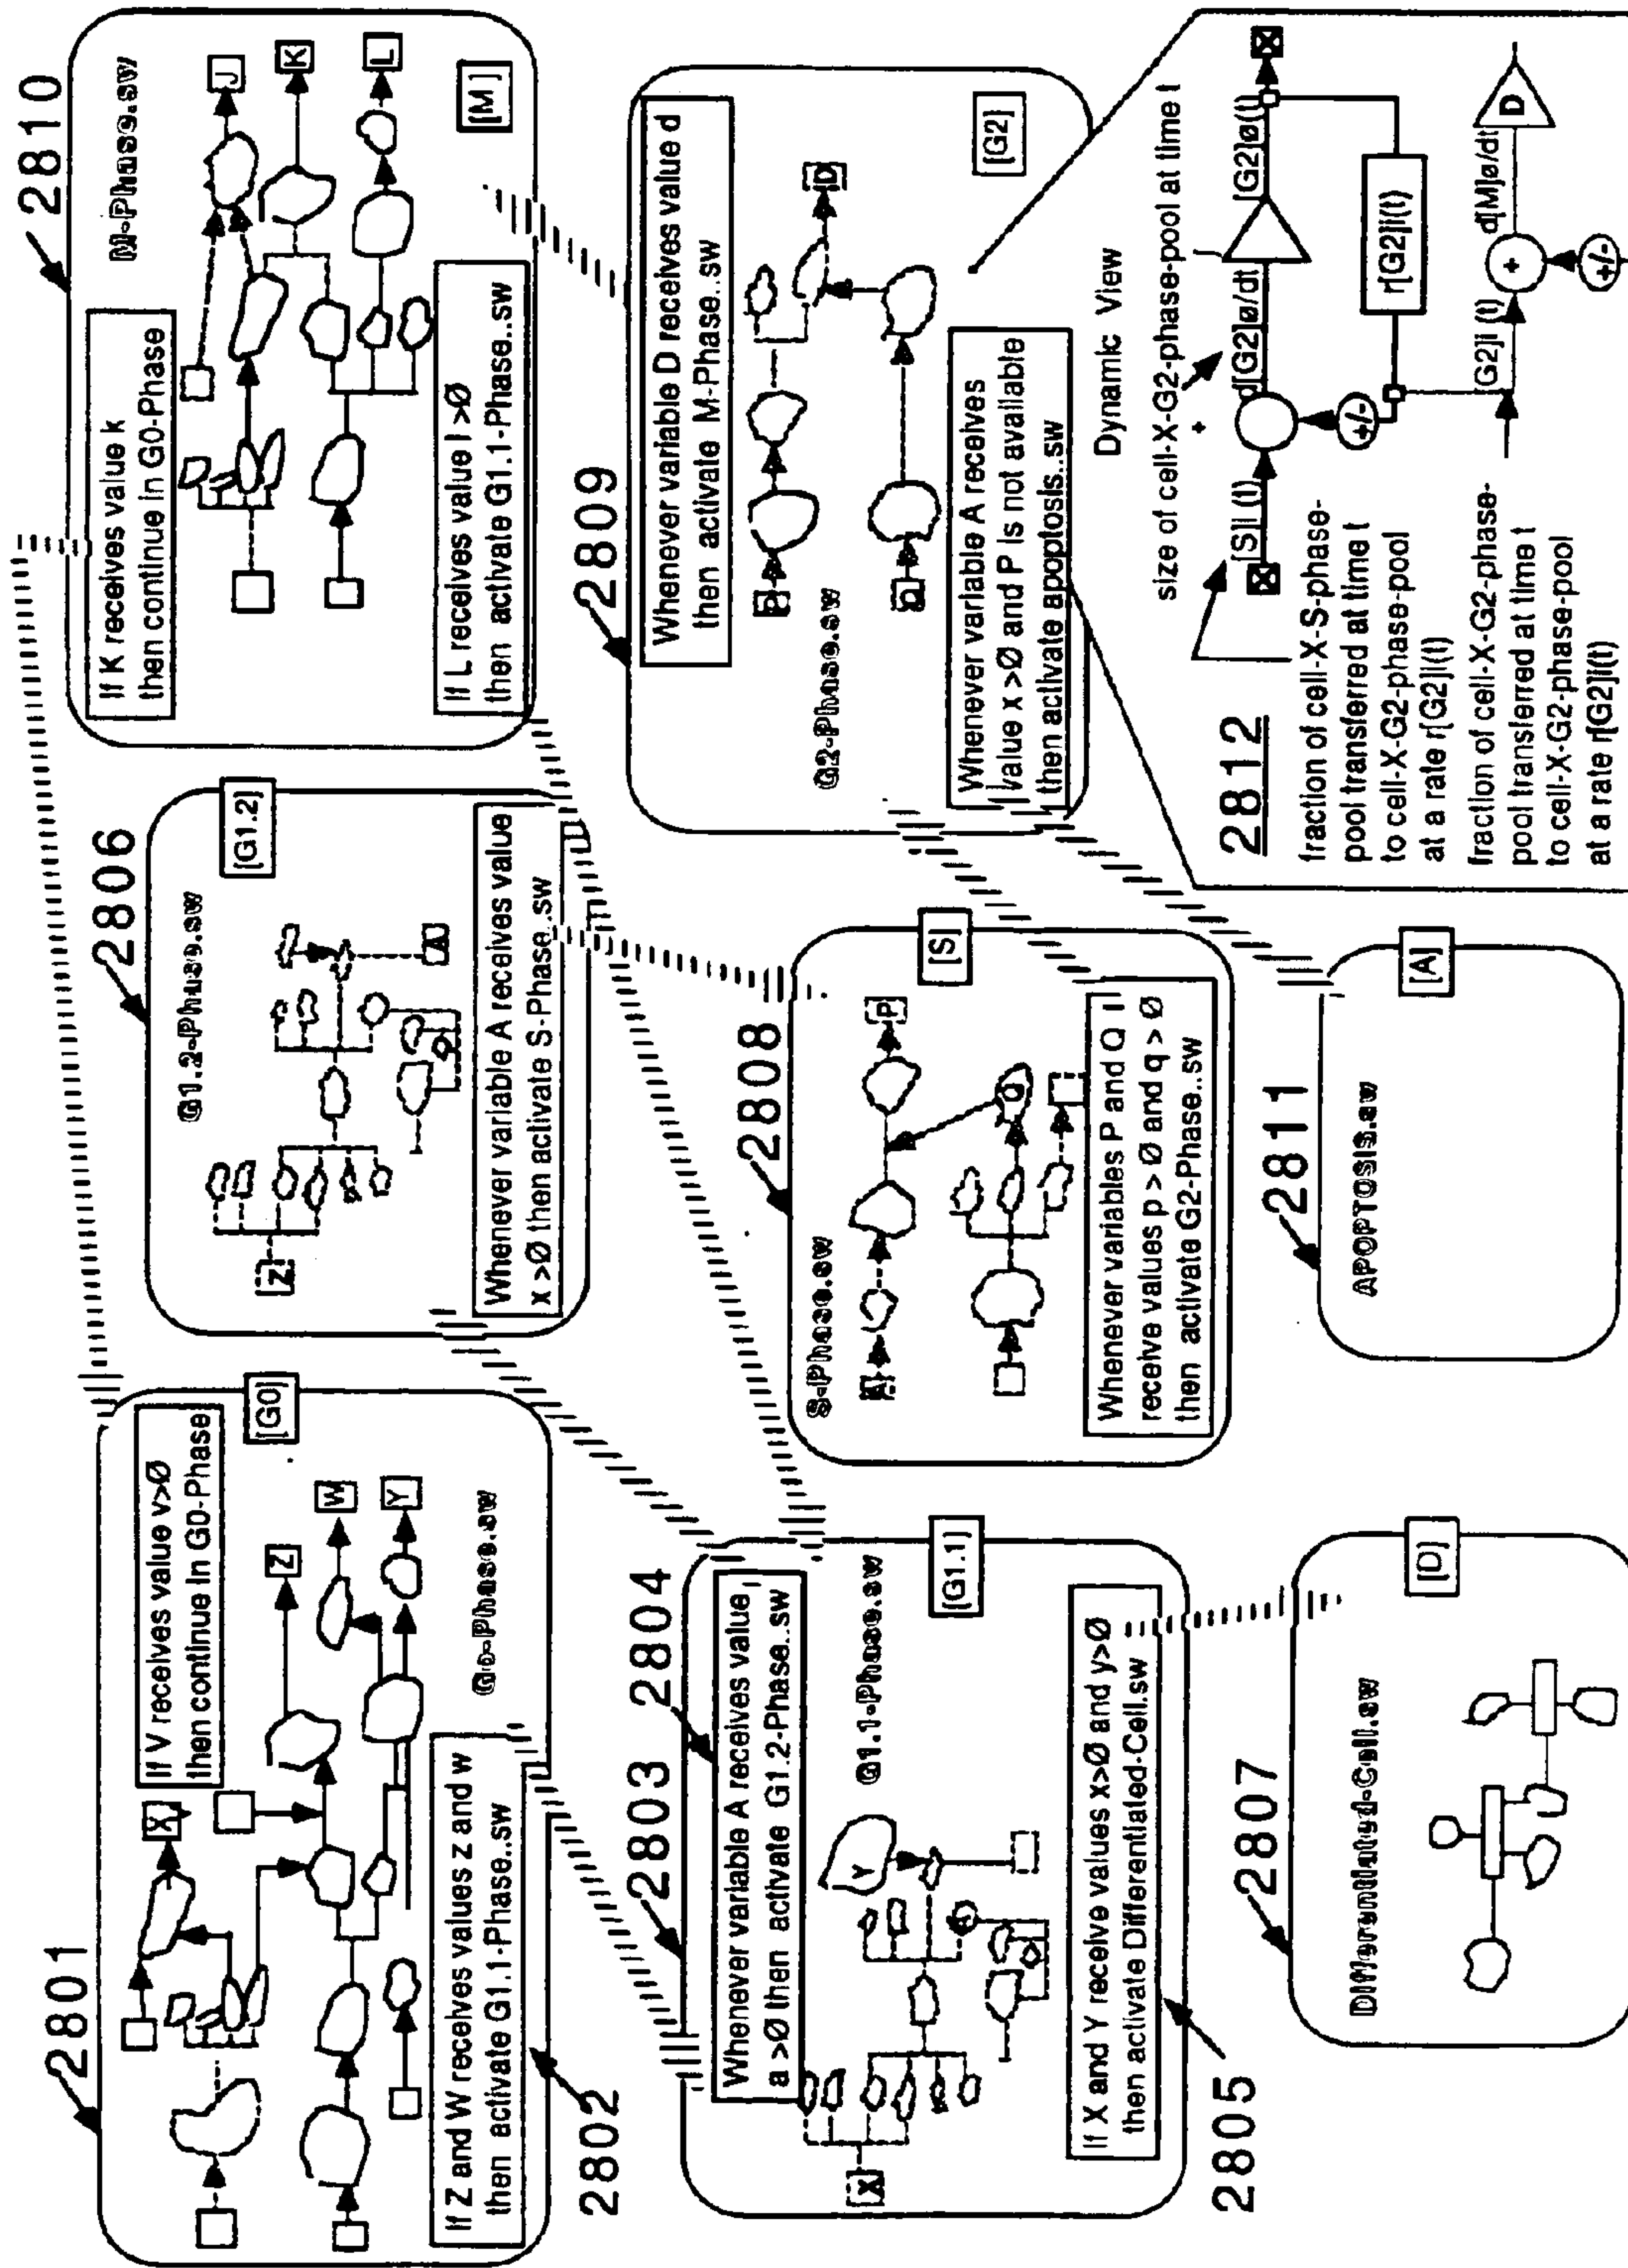 2801
If V receives value v>Ø
then continue in G0-Phase
[G0]
X
Z
W
Y
G0-Phase.sw
If Z and W receives values z and w
then activate G1.1-Phase..sw
2802
2803
2804
Whenever variable A receives value
a >Ø then activate G1.2-Phase..sw
G1.1-Phase.sw
[G1.1]
X
Y
If X and Y receive values x>Ø and y>Ø
then activate Differentiated-Cell.sw
2805
2807
Differentiated-Cell.sw
[D]
2806
G1.2-Phase.sw
[G1.2]
Z
A
Whenever variable A receives value
x >Ø then activate S-Phase..sw
2808
S-Phase.sw
[S]
A
P
Q
Whenever variables P and Q
receive values p > Ø and q > Ø
then activate G2-Phase..sw
2811
APOPTOSIS.sw
[A]
2810
If K receives value k
then continue in G0-Phase
M-Phase.sw
J
K
L
If L receives value l >Ø
then activate G1.1-Phase..sw
[M]
2809
Whenever variable D receives value d
then activate M-Phase..sw
G2-Phase.sw
P
D
Q
[G2]
Whenever variable A receives
value x >Ø and P is not available
then activate apoptosis..sw
2812
Dynamic View
size of cell-X-G2-phase-pool at time t
+
[S]i (t)
d[G2]ø/dt
[G2]ø(t)
+/-
r[G2]i(t)
fraction of cell-X-S-phase-
pool transferred at time t
to cell-X-G2-phase-pool
at a rate r[G2]i(t)
[G2]i (t)
+
d[M]ø/dt
D
+/-
fraction of cell-X-G2-phase-
pool transferred at time t
to cell-X-G2-phase-pool
at a rate r[G2]i(t)